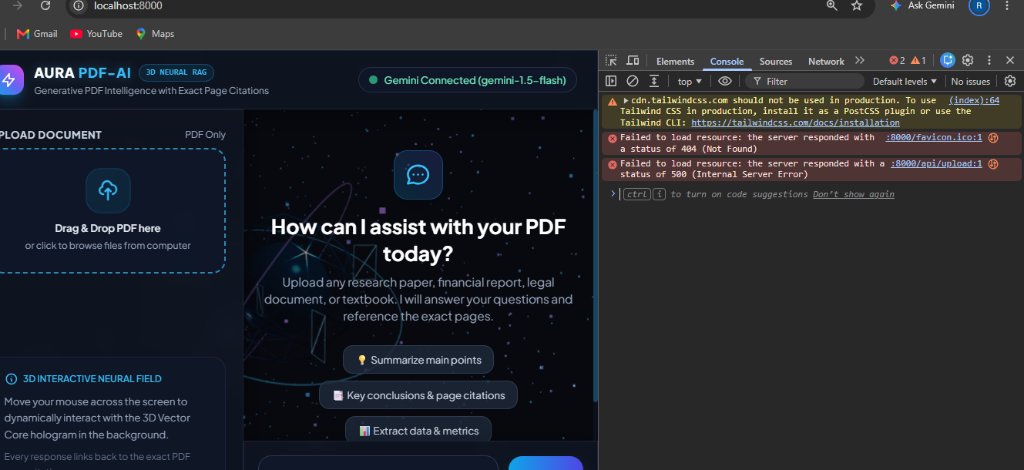 localhost:8000
Ask Gemini
R
Gmail
YouTube
Maps
AURA PDF-AI
3D NEURAL RAG
Generative PDF Intelligence with Exact Page Citations
Gemini Connected (gemini-1.5-flash)
PLOAD DOCUMENT
PDF Only
Drag & Drop PDF here
or click to browse files from computer
3D INTERACTIVE NEURAL FIELD
Move your mouse across the screen to
dynamically interact with the 3D Vector
Core hologram in the background.
Every response links back to the exact PDF
How can I assist with your PDF
today?
Upload any research paper, financial report, legal
document, or textbook. I will answer your questions and
reference the exact pages.
Summarize main points
Key conclusions & page citations
Extract data & metrics
Elements
Console
Sources
Network
2
1
top
Filter
Default levels
No issues
cdn.tailwindcss.com should not be used in production. To use (index):64
Tailwind CSS in production, install it as a PostCSS plugin or use the
Tailwind CLI: https://tailwindcss.com/docs/installation
Failed to load resource: the server responded with :8000/favicon.ico:1
a status of 404 (Not Found)
Failed to load resource: the server responded with a :8000/api/upload:1
status of 500 (Internal Server Error)
ctrl i to turn on code suggestions Don't show again